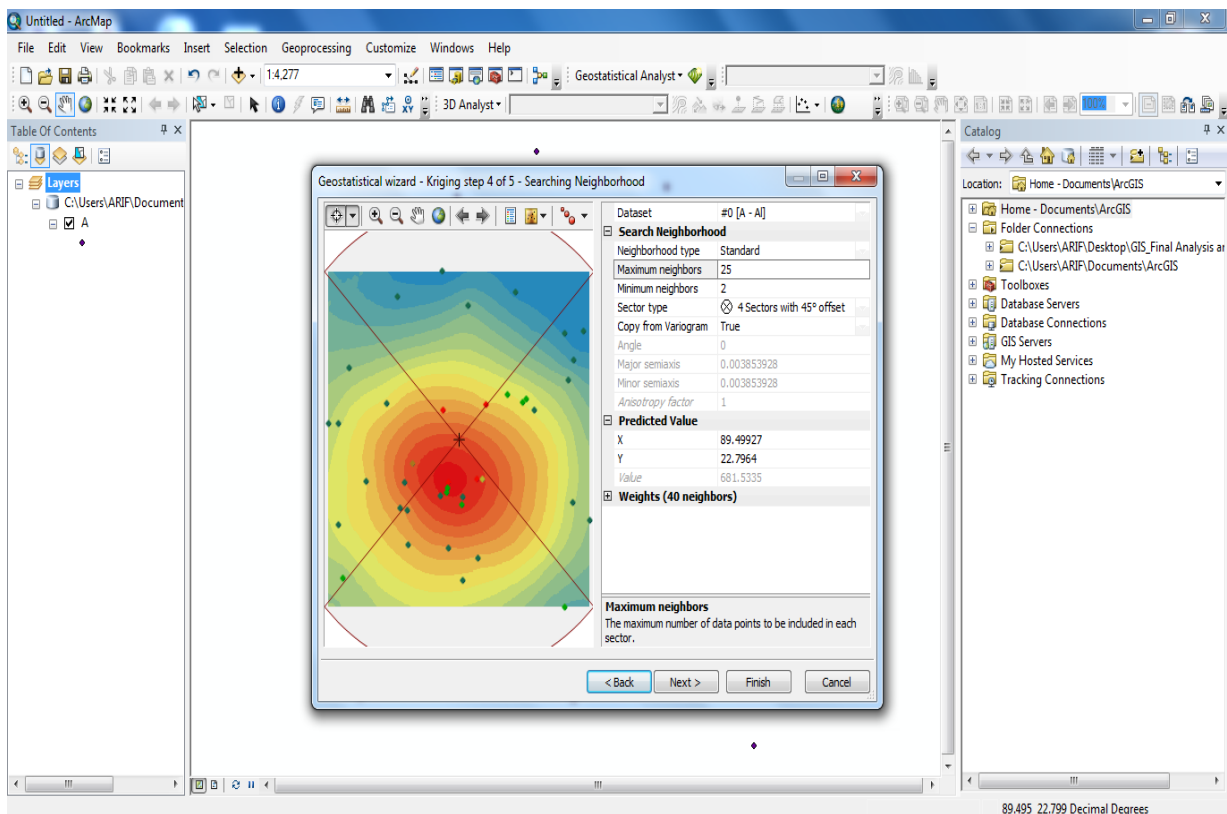 Untitled - ArcMap
File Edit View Bookmarks Insert Selection Geoprocessing Customize Windows Help
1:4,277
Geostatistical Analyst
3D Analyst
100%
Table Of Contents
Layers
C:\Users\ARIF\Document
A
Geostatistical wizard - Kriging step 4 of 5 - Searching Neighborhood
Dataset #0 [A - Al]
Search Neighborhood
Neighborhood type Standard
Maximum neighbors 25
Minimum neighbors 2
Sector type 4 Sectors with 45° offset
Copy from Variogram True
Angle 0
Major semiaxis 0.003853928
Minor semiaxis 0.003853928
Anisotropy factor 1
Predicted Value
X 89.49927
Y 22.7964
Value 681.5335
Weights (40 neighbors)
Maximum neighbors
The maximum number of data points to be included in each
sector.
< Back Next > Finish Cancel
Catalog
Location: Home - Documents\ArcGIS
Home - Documents\ArcGIS
Folder Connections
C:\Users\ARIF\Desktop\GIS_Final Analysis ar
C:\Users\ARIF\Documents\ArcGIS
Toolboxes
Database Servers
Database Connections
GIS Servers
My Hosted Services
Tracking Connections
89.495 22.799 Decimal Degrees